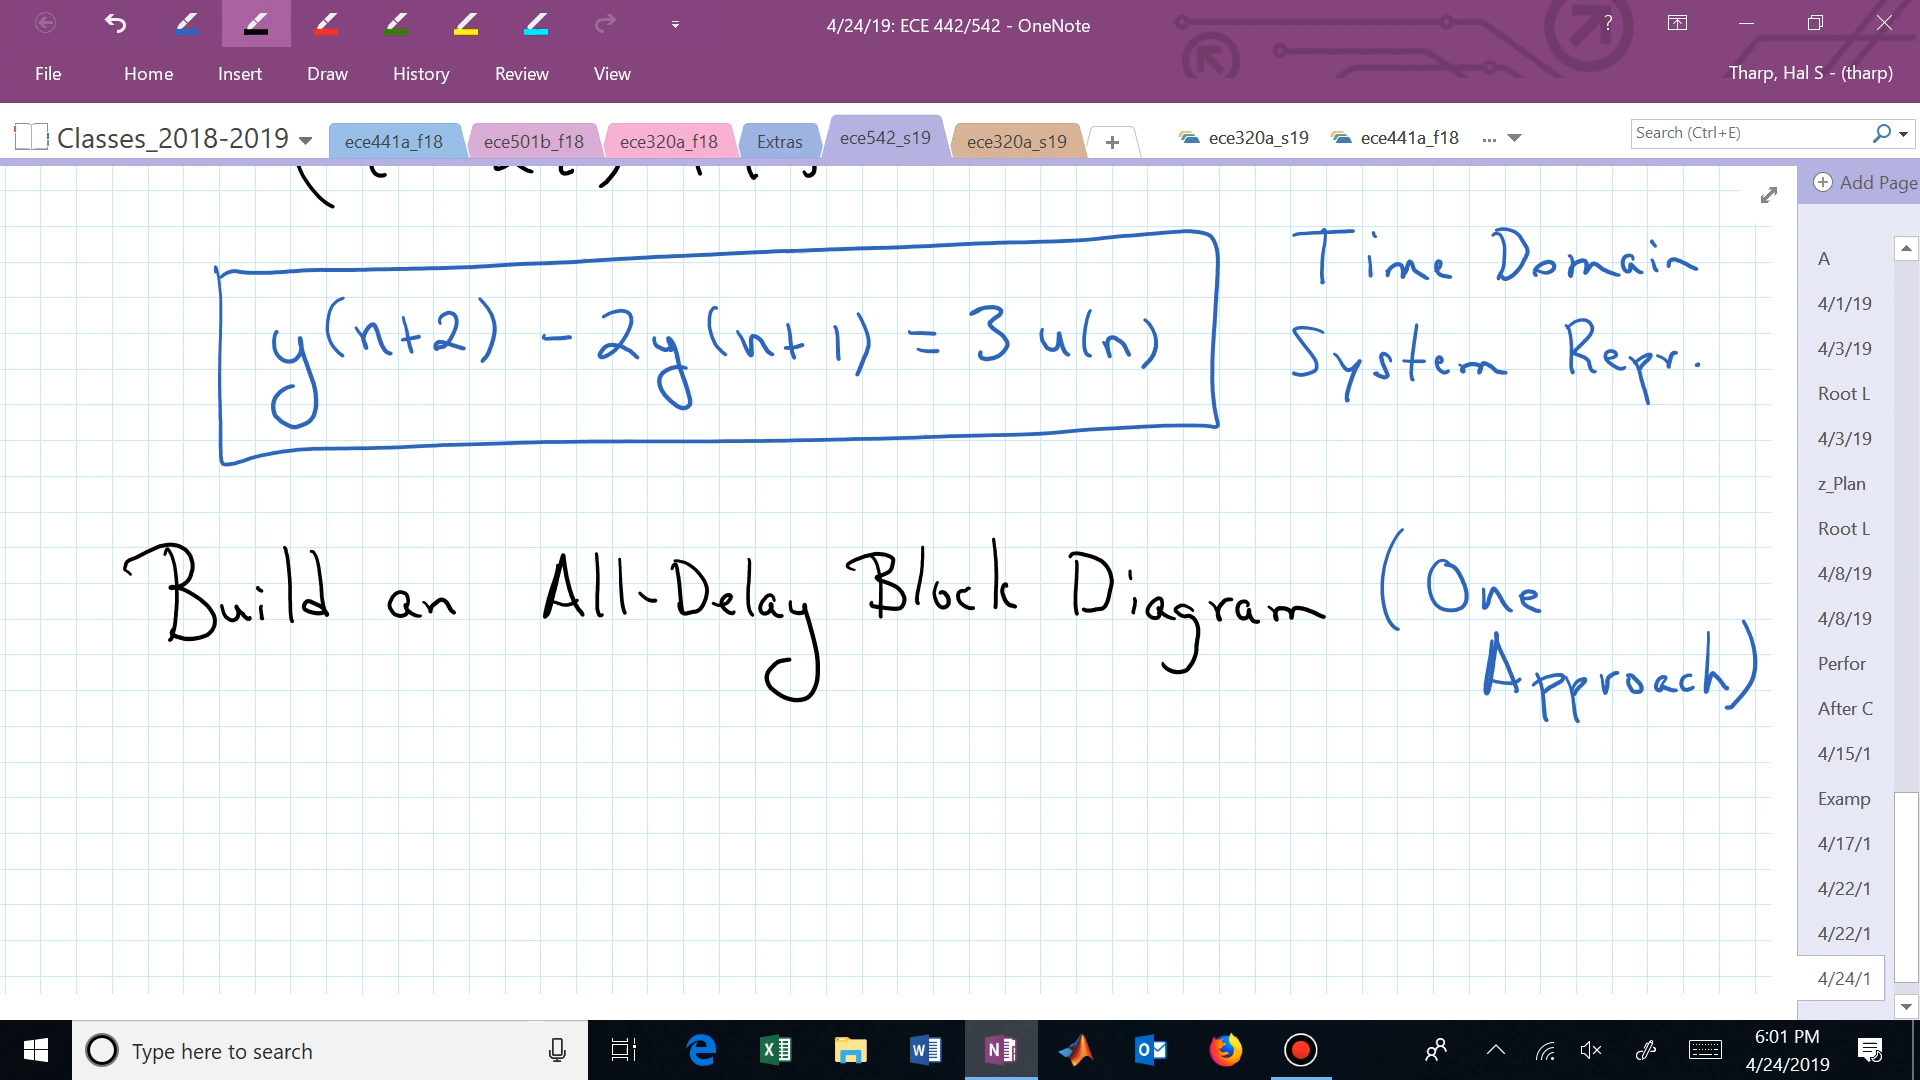 4/24/19: ECE 442/542 - OneNote
?
File Home Insert Draw History Review View
Tharp, Hal S - (tharp)
Classes_2018-2019
ece441a_f18 ece501b_f18 ece320a_f18 Extras ece542_s19 ece320a_s19 +
ece320a_s19 ece441a_f18 ...
Search (Ctrl+E)
Add Page
y(n+2) - 2y(n+1) = 3u(n)
Time Domain
System Repr.
Build an All-Delay Block Diagram (One
Approach)
A
4/1/19
4/3/19
Root L
4/3/19
z_Plan
Root L
4/8/19
4/8/19
Perfor
After C
4/15/1
Examp
4/17/1
4/22/1
4/22/1
4/24/1
Type here to search
6:01 PM
4/24/2019